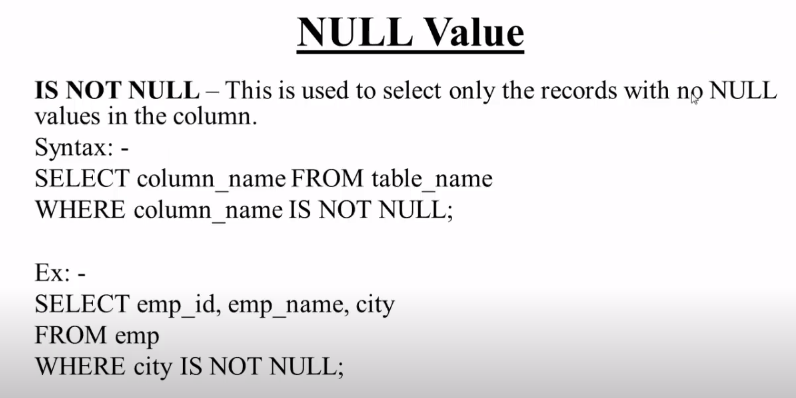 NULL Value
IS NOT NULL – This is used to select only the records with no NULL
values in the column.
Syntax: -
SELECT column_name FROM table_name
WHERE column_name IS NOT NULL;
Ex: -
SELECT emp_id, emp_name, city
FROM emp
WHERE city IS NOT NULL;